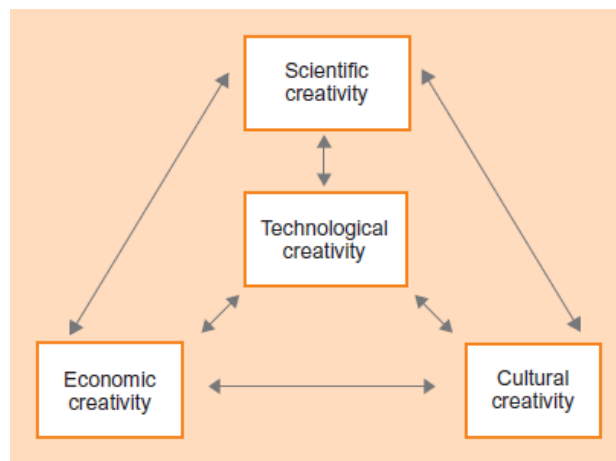 Scientific
creativity
Technological
creativity
Economic
creativity
Cultural
creativity